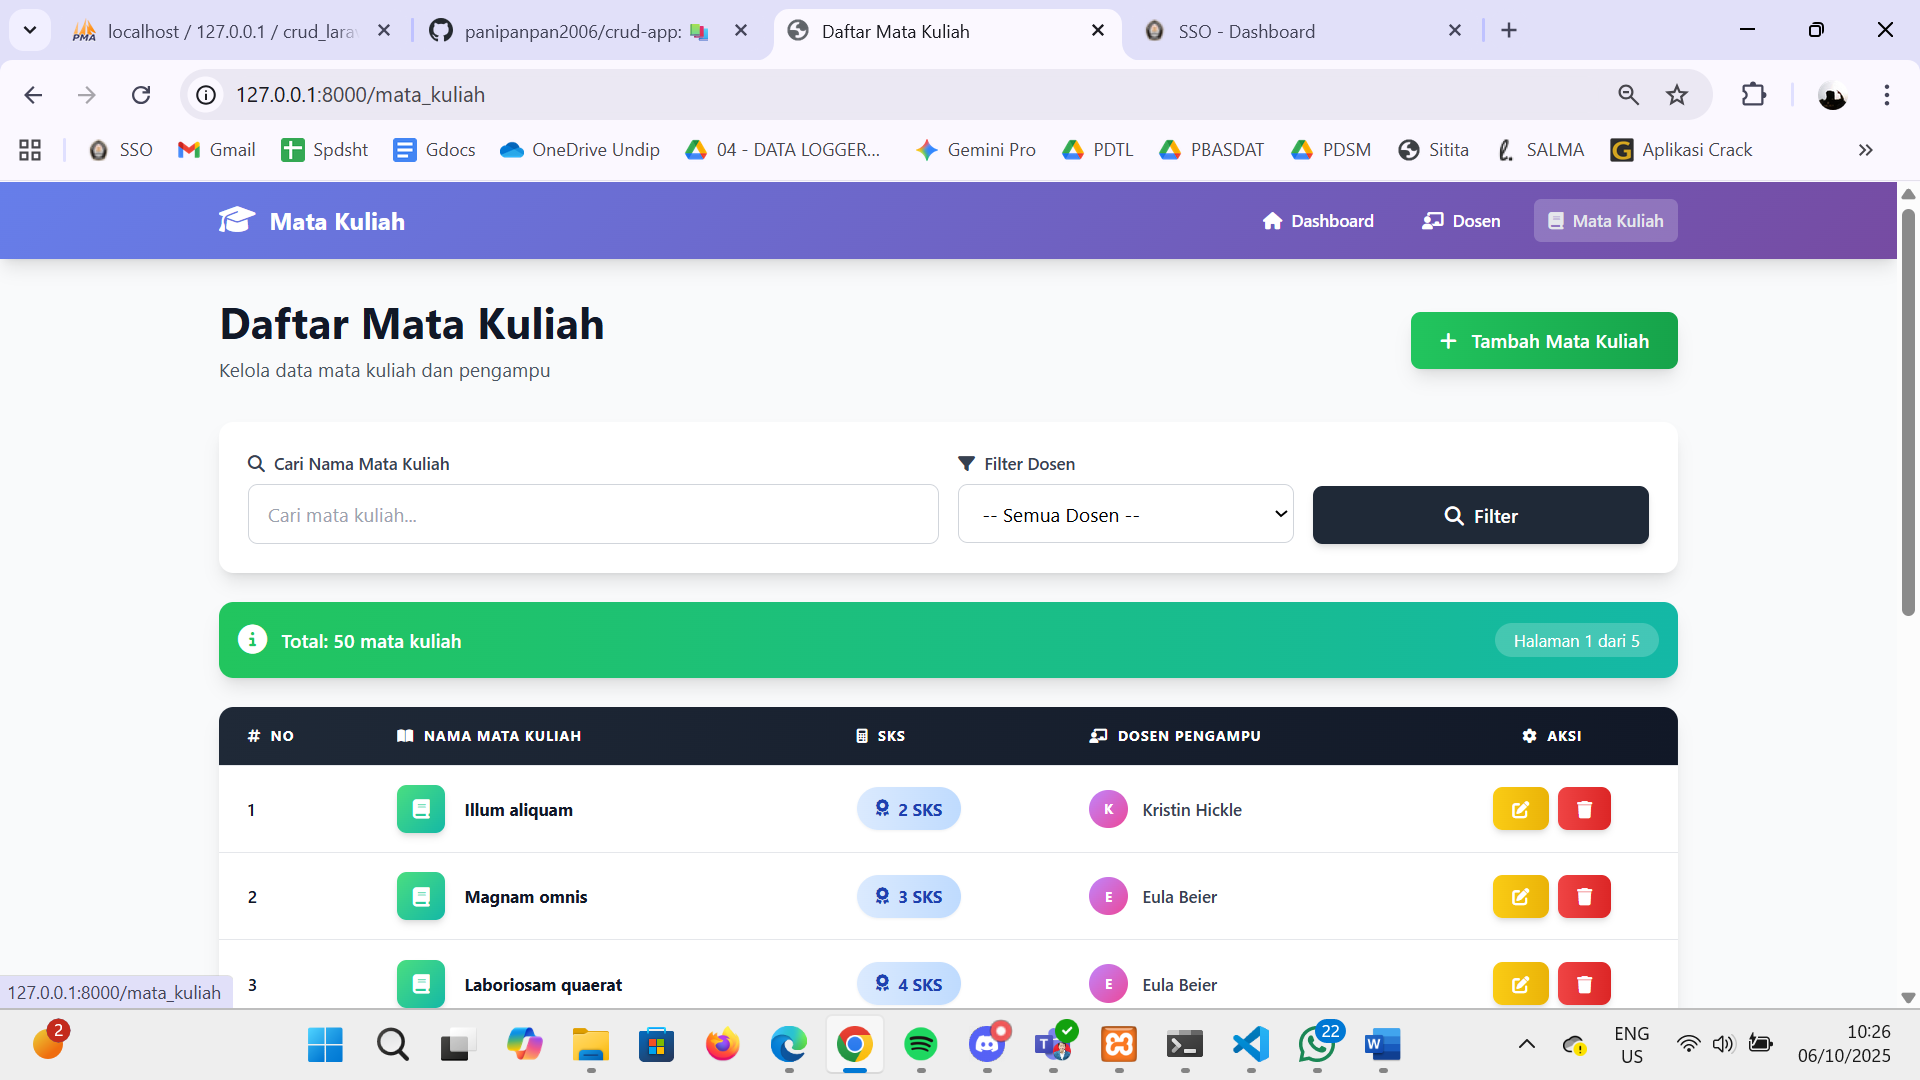 localhost / 127.0.0.1 / crud_lara
panipanpan2006/crud-app:
Daftar Mata Kuliah
SSO - Dashboard
127.0.0.1:8000/mata_kuliah
SSO
Gmail
Spdsht
Gdocs
OneDrive Undip
04 - DATA LOGGER...
Gemini Pro
PDTL
PBASDAT
PDSM
Sitita
SALMA
Aplikasi Crack
Mata Kuliah
Dashboard
Dosen
Mata Kuliah
Daftar Mata Kuliah
Kelola data mata kuliah dan pengampu
+ Tambah Mata Kuliah
Cari Nama Mata Kuliah
Filter Dosen
Cari mata kuliah...
-- Semua Dosen --
Filter
Total: 50 mata kuliah
Halaman 1 dari 5
# NO
NAMA MATA KULIAH
SKS
DOSEN PENGAMPU
AKSI
1
Illum aliquam
2 SKS
K
Kristin Hickle
2
Magnam omnis
3 SKS
E
Eula Beier
3
Laboriosam quaerat
4 SKS
E
Eula Beier
127.0.0.1:8000/mata_kuliah
2
22
ENG
US
10:26
06/10/2025